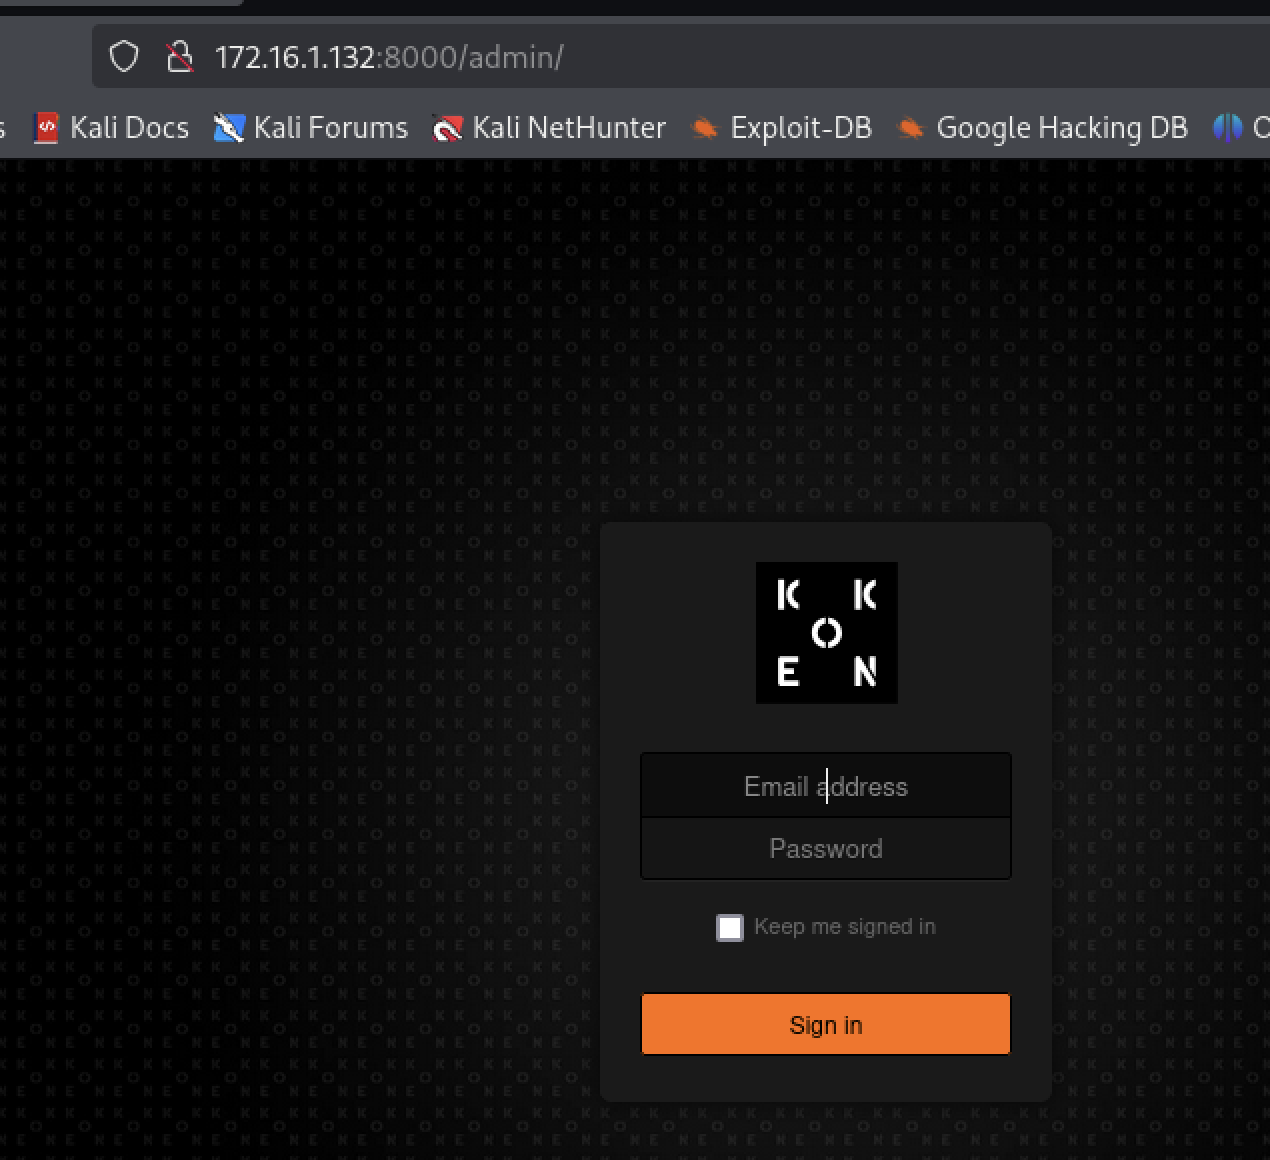 172.16.1.132:8000/admin/
s Kali Docs Kali Forums Kali NetHunter Exploit-DB Google Hacking DB
K K
O
E N
Email address
Password
Keep me signed in
Sign in